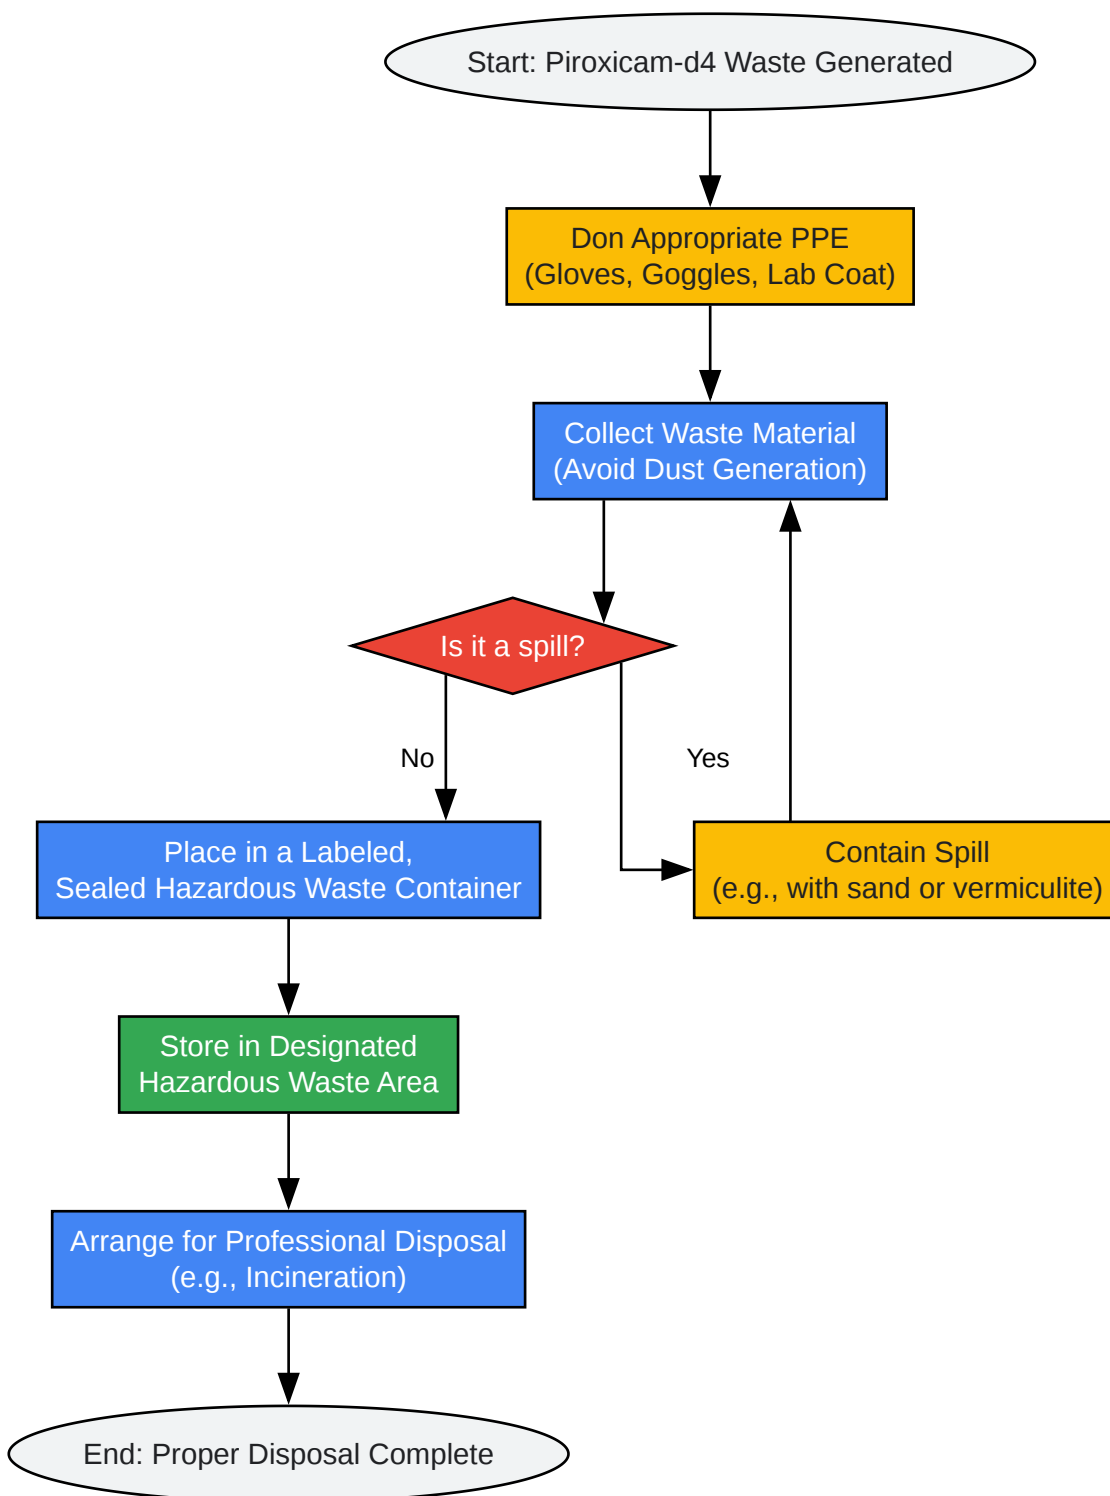 Start: Piroxicam-d4 Waste Generated
Don Appropriate PPE
(Gloves, Goggles, Lab Coat)
Collect Waste Material
(Avoid Dust Generation)
Is it a spill?
No
Yes
Place in a Labeled,
Sealed Hazardous Waste Container
Contain Spill
(e.g., with sand or vermiculite)
Store in Designated
Hazardous Waste Area
Arrange for Professional Disposal
(e.g., Incineration)
End: Proper Disposal Complete